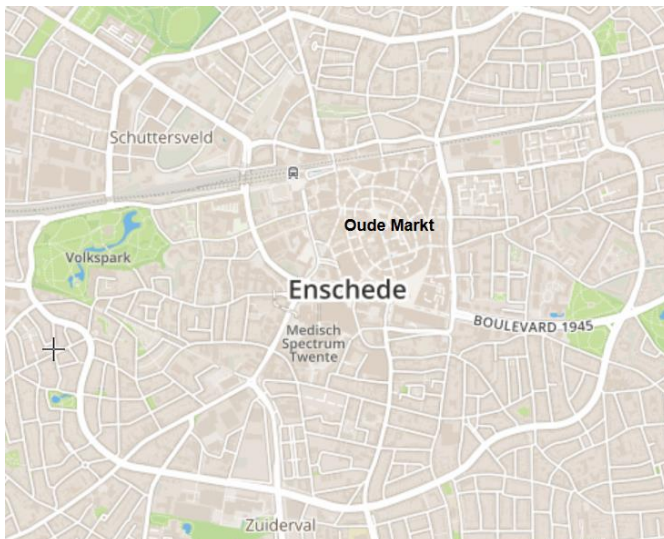 Schuttersveld
Oude Markt
Volkspark
Enschede
BOULEVARD 1945
Medisch
Spectrum
Twente
Zuiderval